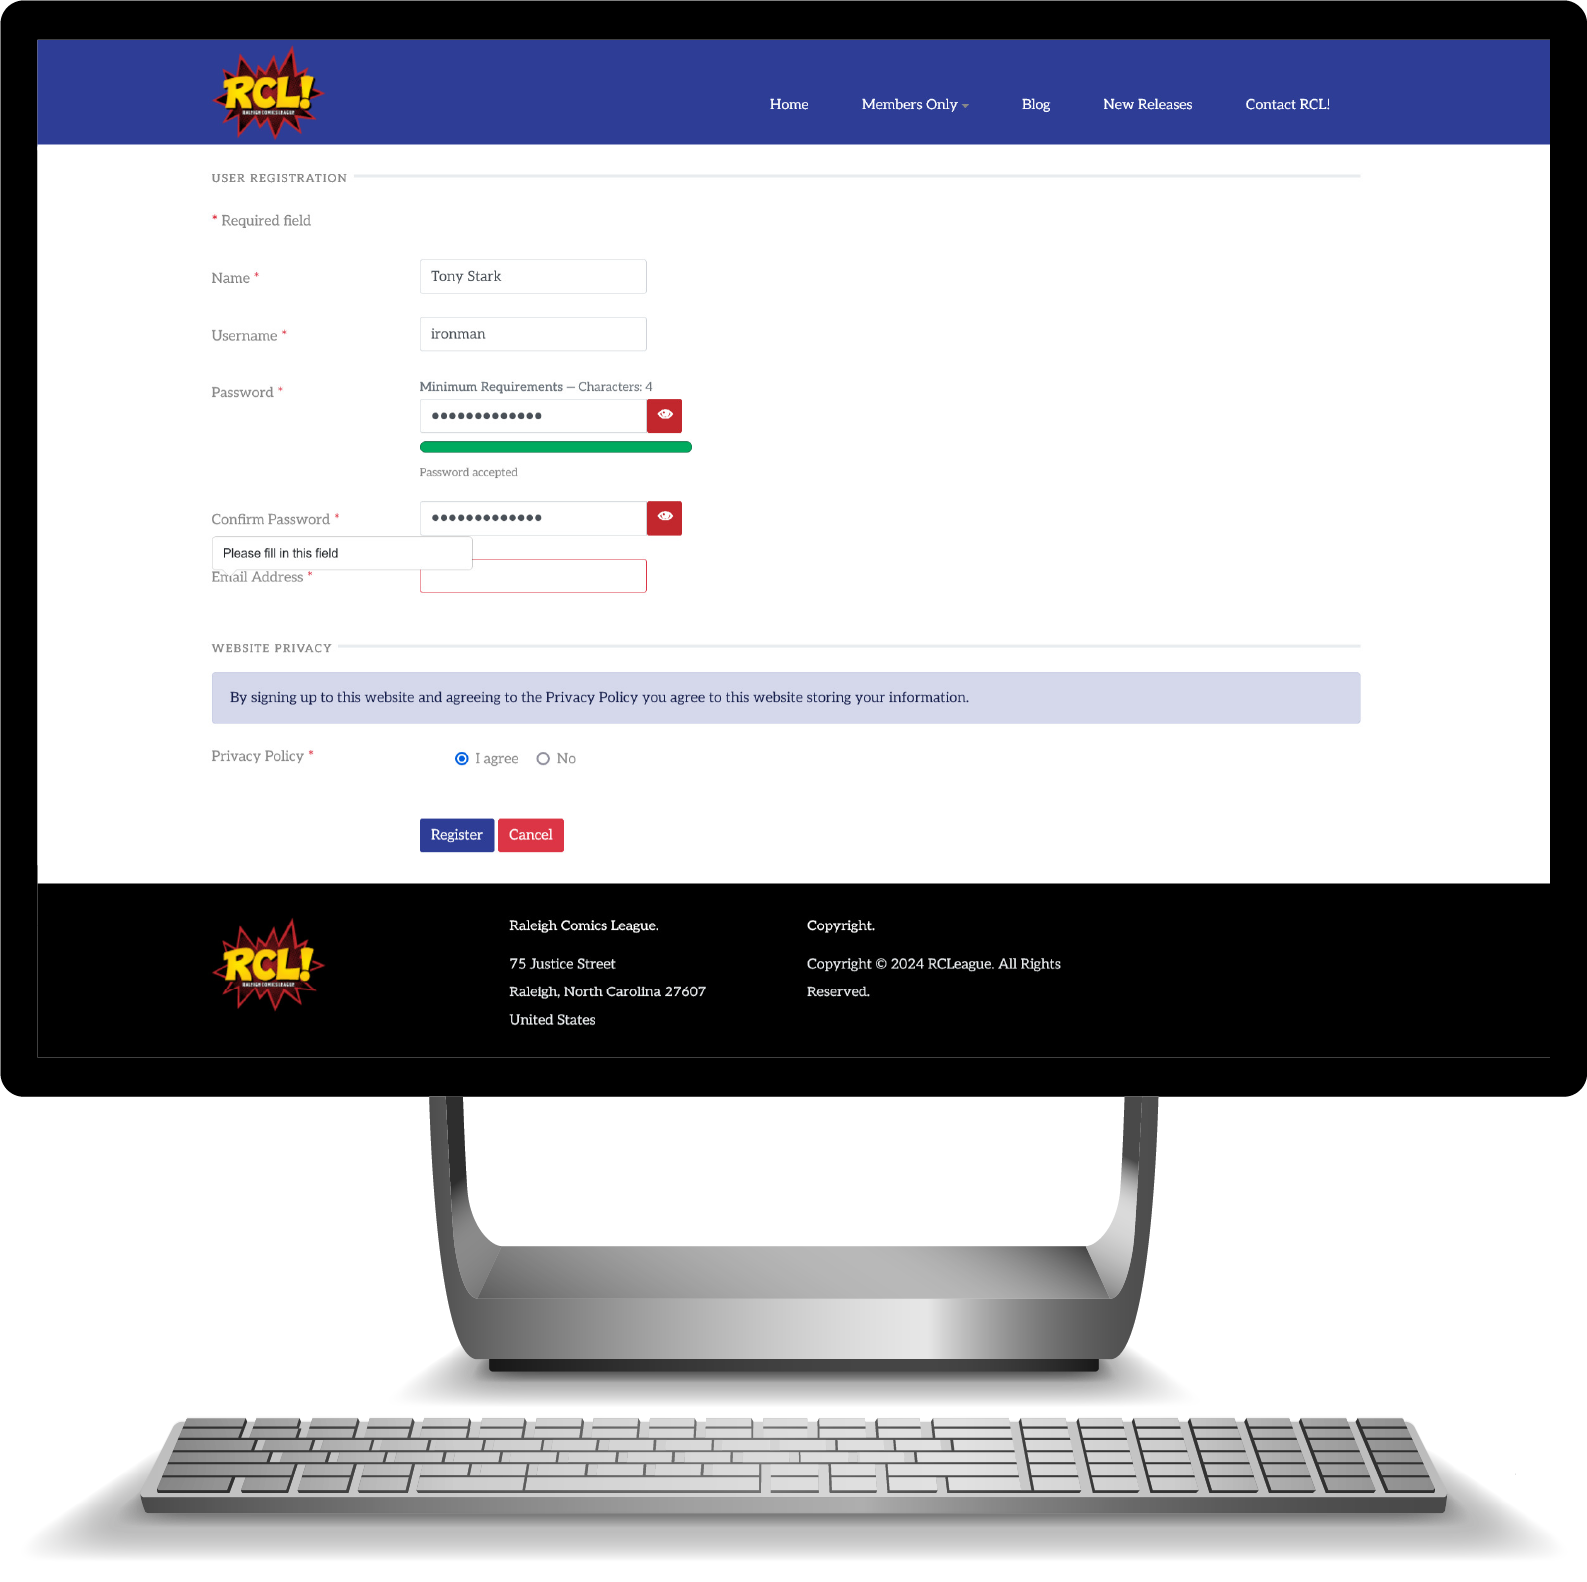 RCL!
RALEIGH COMICS LEAGUE
Home Members Only Blog New Releases Contact RCL!
USER REGISTRATION
* Required field
Name * Tony Stark
Username * ironman
Password * Minimum Requirements — Characters: 4
Password accepted
Confirm Password *
Please fill in this field
Email Address *
WEBSITE PRIVACY
By signing up to this website and agreeing to the Privacy Policy you agree to this website storing your information.
Privacy Policy * I agree No
Register Cancel
RCL!
RALEIGH COMICS LEAGUE
Raleigh Comics League.
75 Justice Street
Raleigh, North Carolina 27607
United States
Copyright.
Copyright © 2024 RCLeague. All Rights
Reserved.